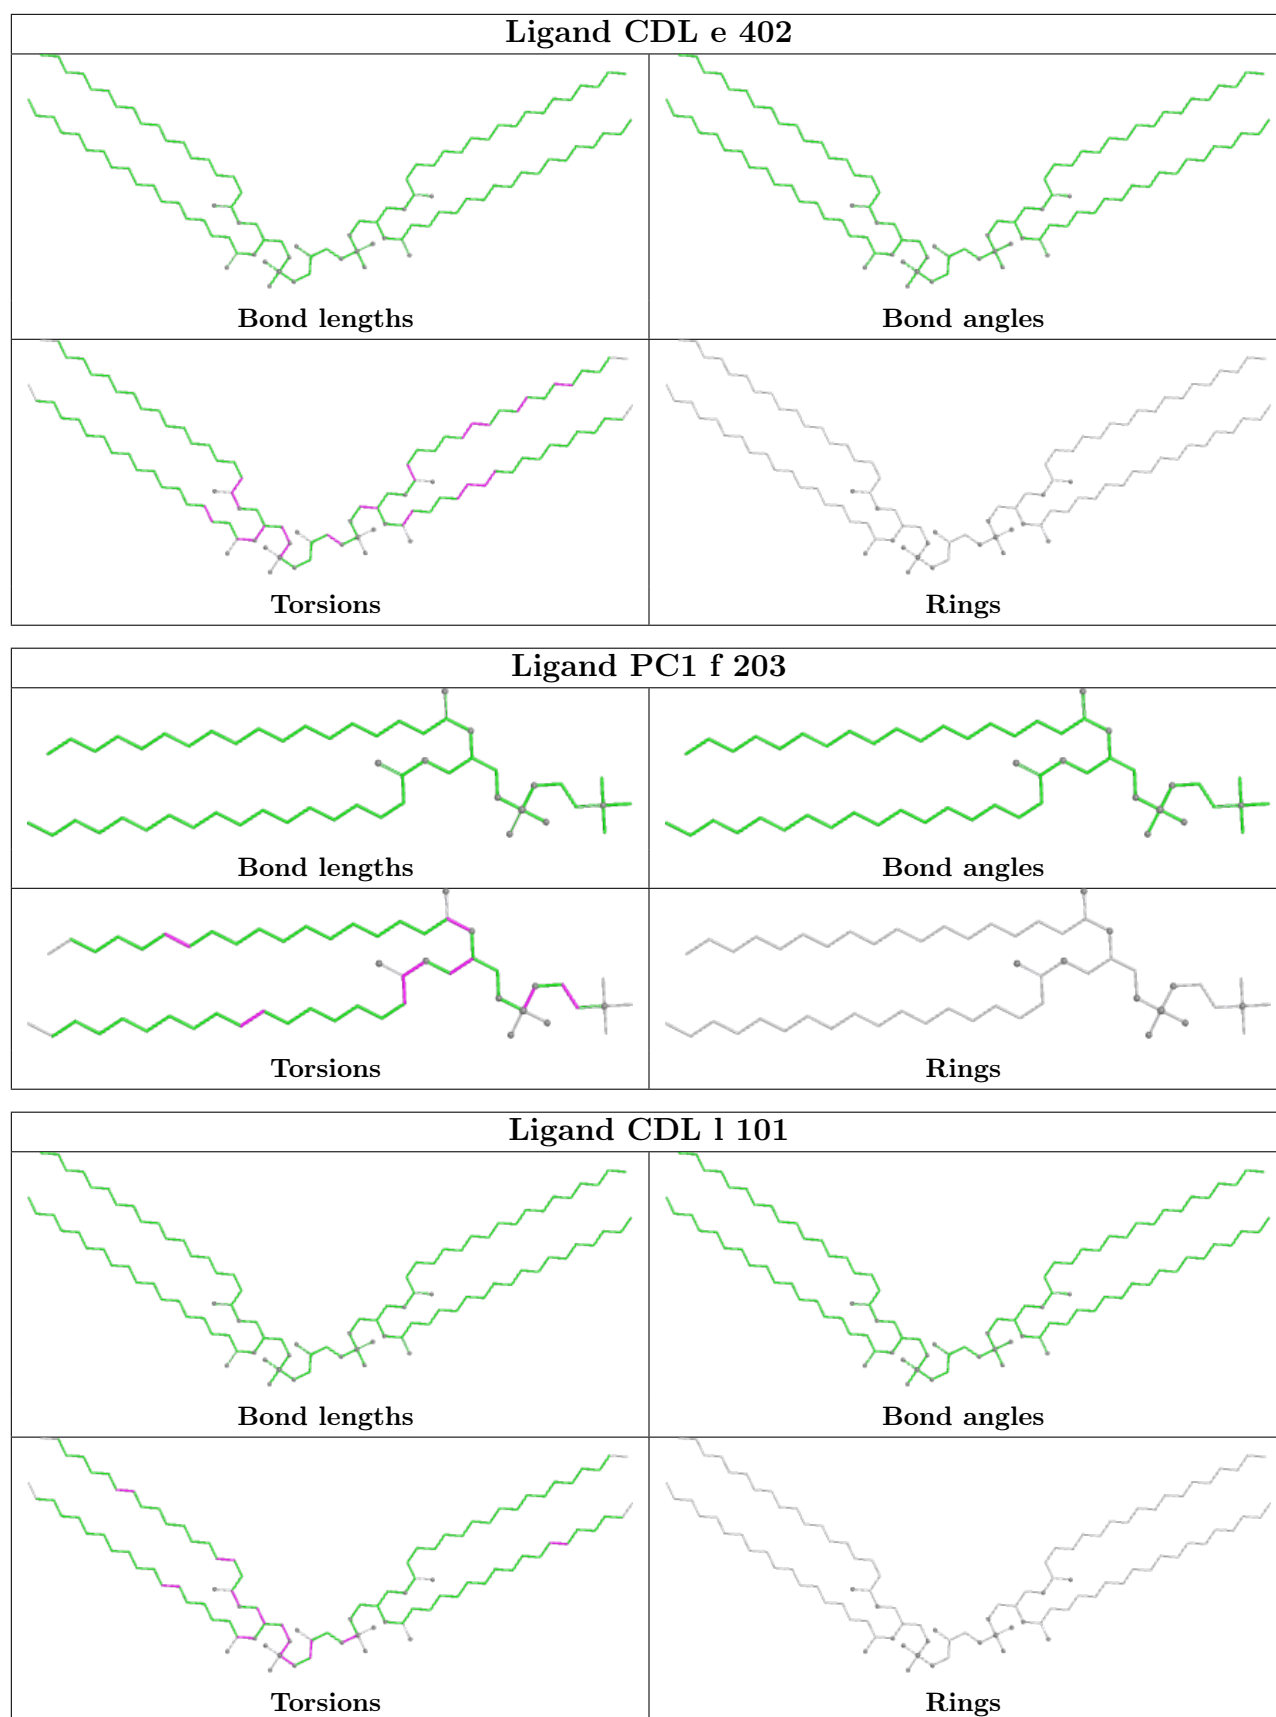 Ligand CDL e 402
Bond lengths
Bond angles
Torsions
Rings
Ligand PC1 f 203
Bond lengths
Bond angles
Torsions
Rings
Ligand CDL l 101
Bond lengths
Bond angles
Torsions
Rings